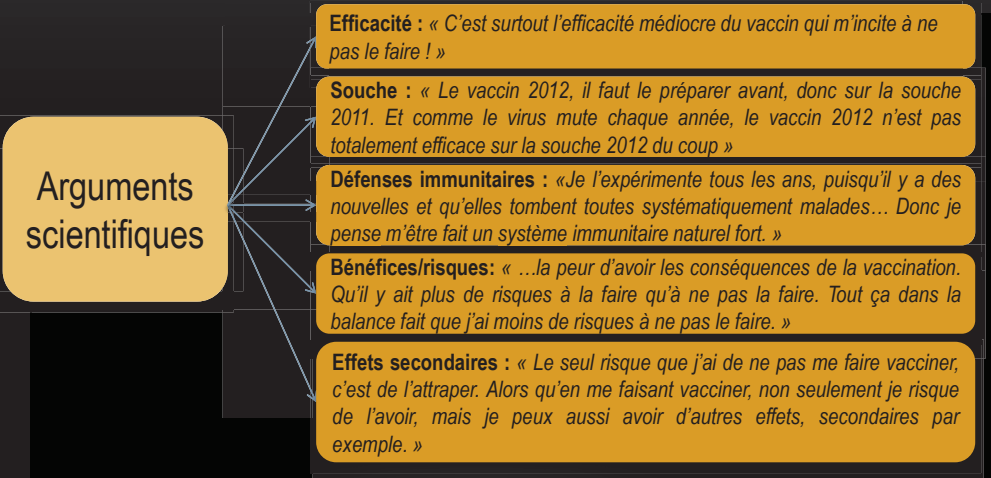 Arguments
scientifiques
Efficacité : « C'est surtout l'efficacité médiocre du vaccin qui m'incite à ne
pas le faire ! »
Souche : « Le vaccin 2012, il faut le préparer avant, donc sur la souche
2011. Et comme le virus mute chaque année, le vaccin 2012 n'est pas
totalement efficace sur la souche 2012 du coup »
Défenses immunitaires : «Je l'expérimente tous les ans, puisqu'il y a des
nouvelles et qu'elles tombent toutes systématiquement malades… Donc je
pense m'être fait un système immunitaire naturel fort. »
Bénéfices/risques: « …la peur d'avoir les conséquences de la vaccination.
Qu'il y ait plus de risques à la faire qu'à ne pas la faire. Tout ça dans la
balance fait que j'ai moins de risques à ne pas le faire. »
Effets secondaires : « Le seul risque que j'ai de ne pas me faire vacciner,
c'est de l'attraper. Alors qu'en me faisant vacciner, non seulement je risque
de l'avoir, mais je peux aussi avoir d'autres effets, secondaires par
exemple. »